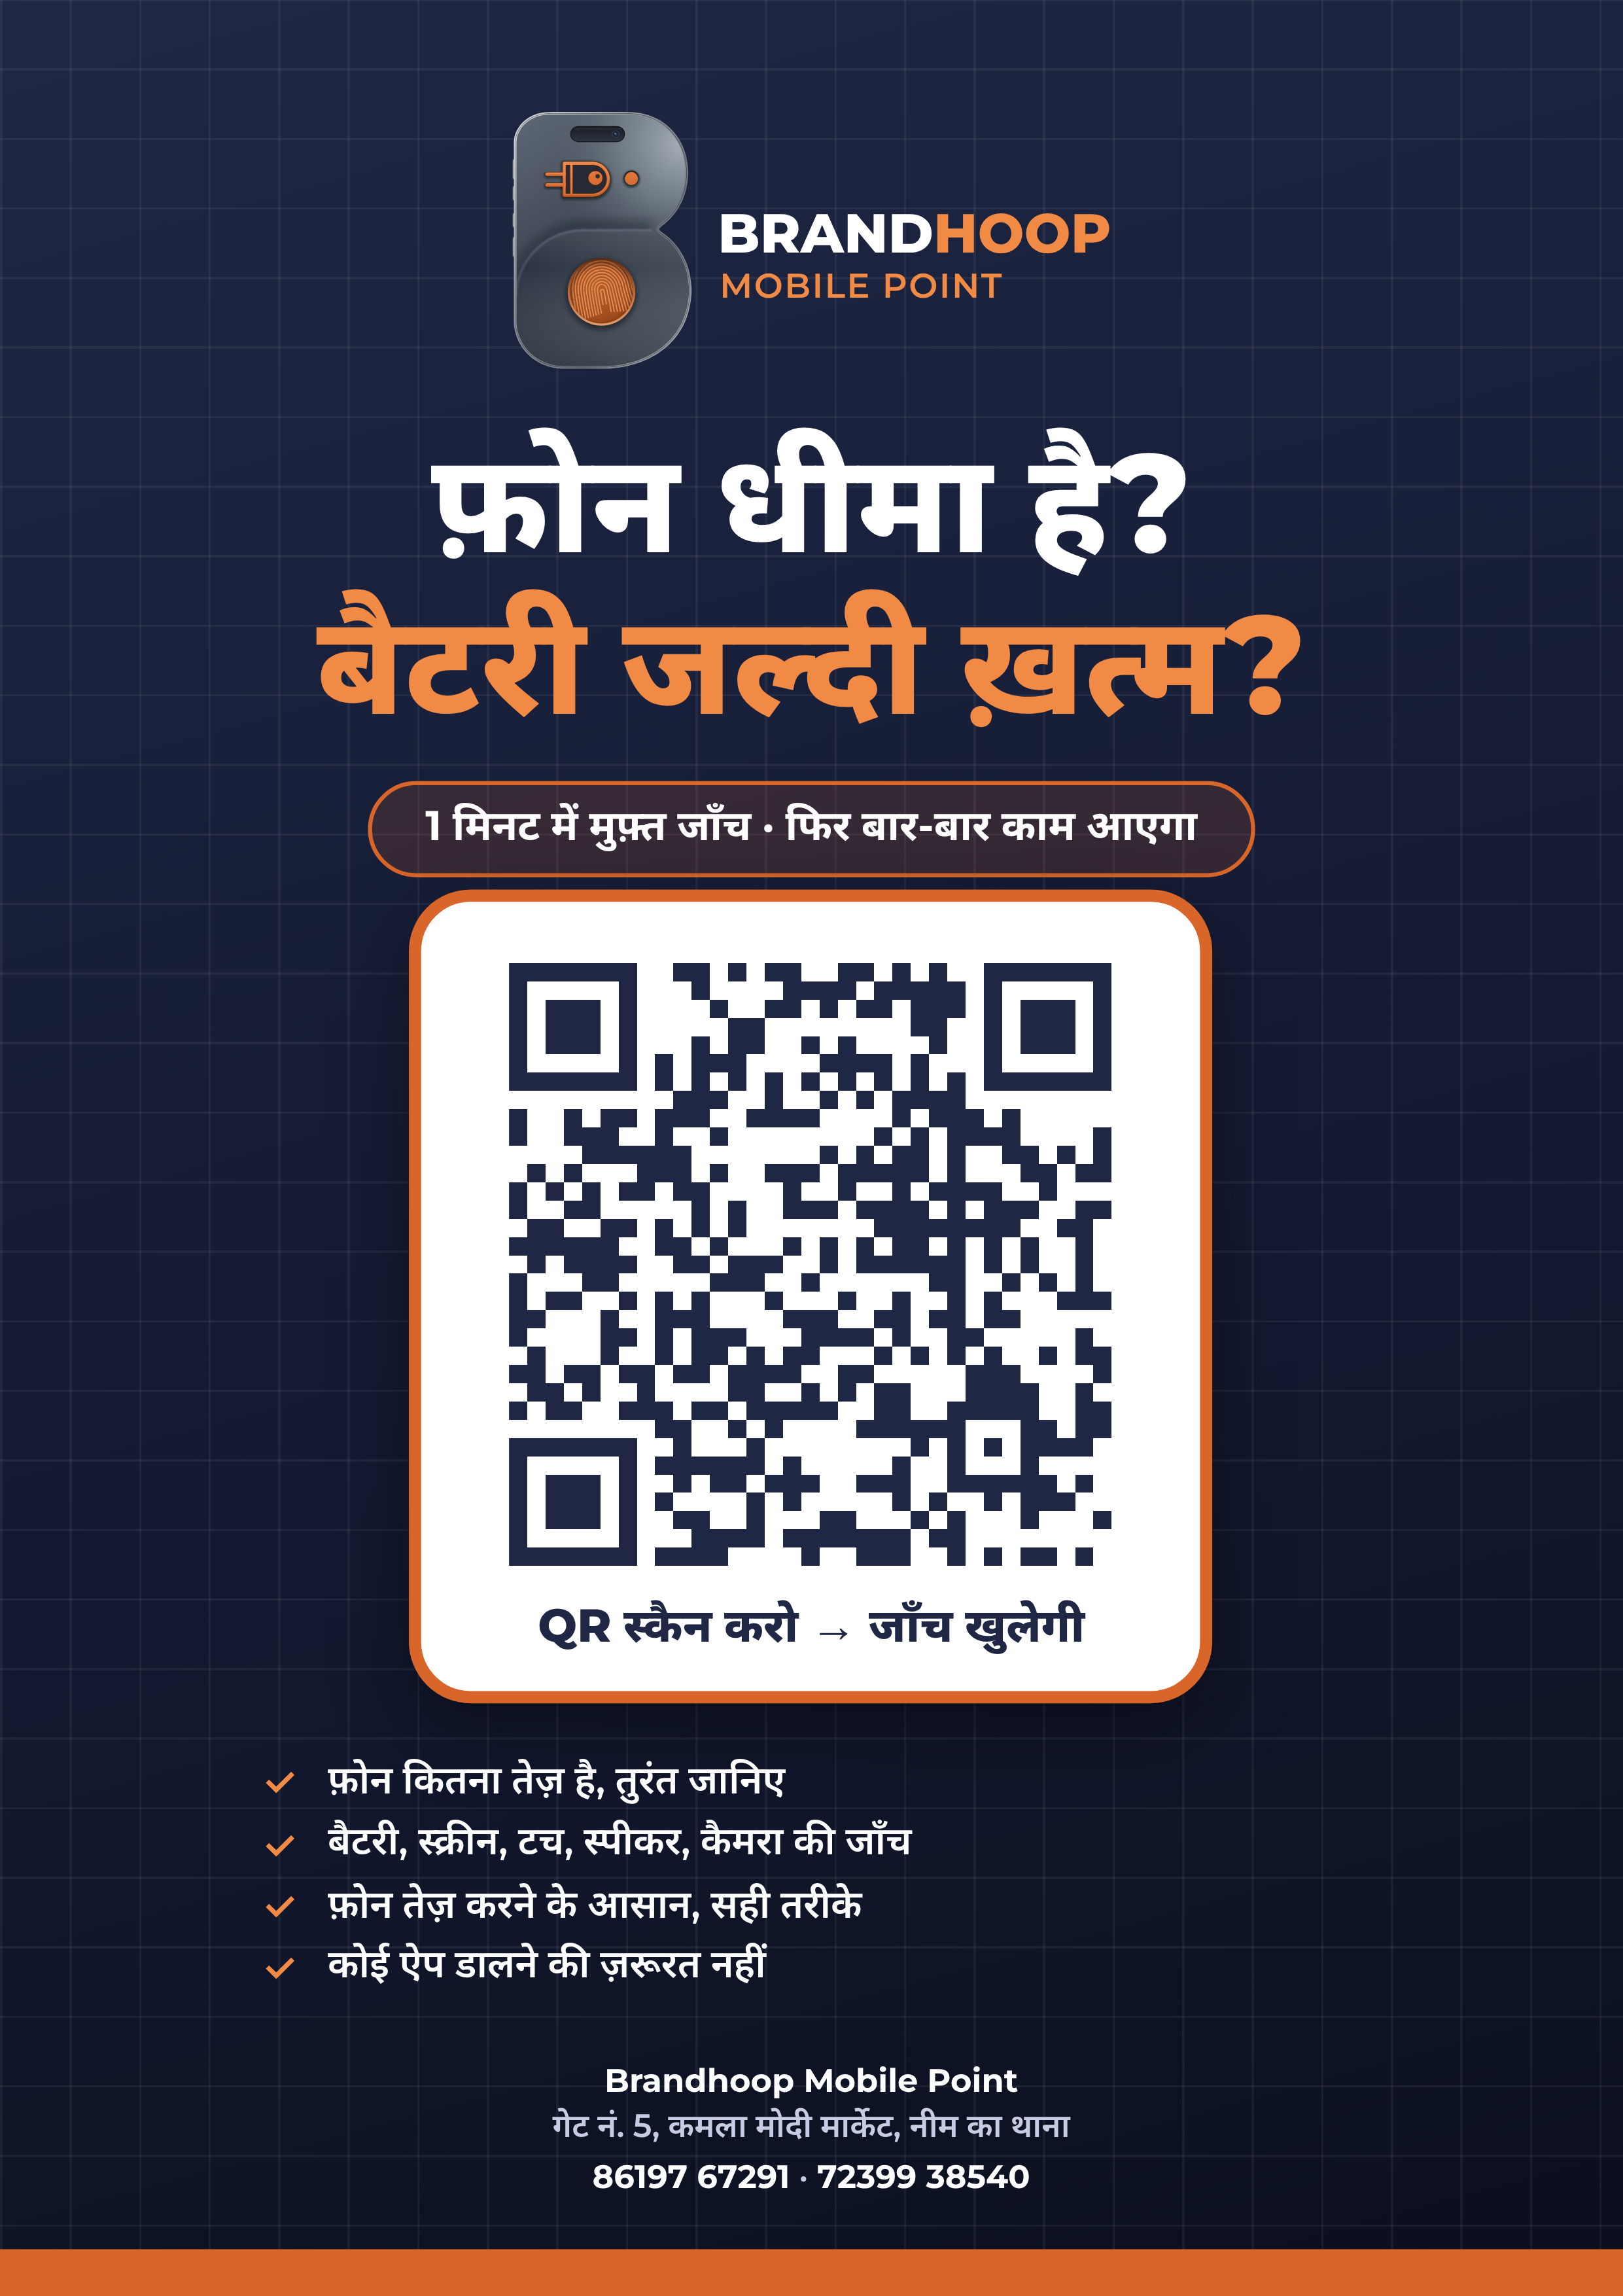 BRANDHOOP
MOBILE POINT
फ़ोन धीमा है?
बैटरी जल्दी ख़त्म?
1 मिनट में मुफ़्त जाँच · फिर बार-बार काम आएगा
QR स्कैन करो → जाँच खुलेगी
फ़ोन कितना तेज़ है, तुरंत जानिए
बैटरी, स्क्रीन, टच, स्पीकर, कैमरा की जाँच
फ़ोन तेज़ करने के आसान, सही तरीके
कोई ऐप डालने की ज़रूरत नहीं
Brandhoop Mobile Point
गेट नं. 5, कमला मोदी मार्केट, नीम का थाना
86197 67291 · 72399 38540